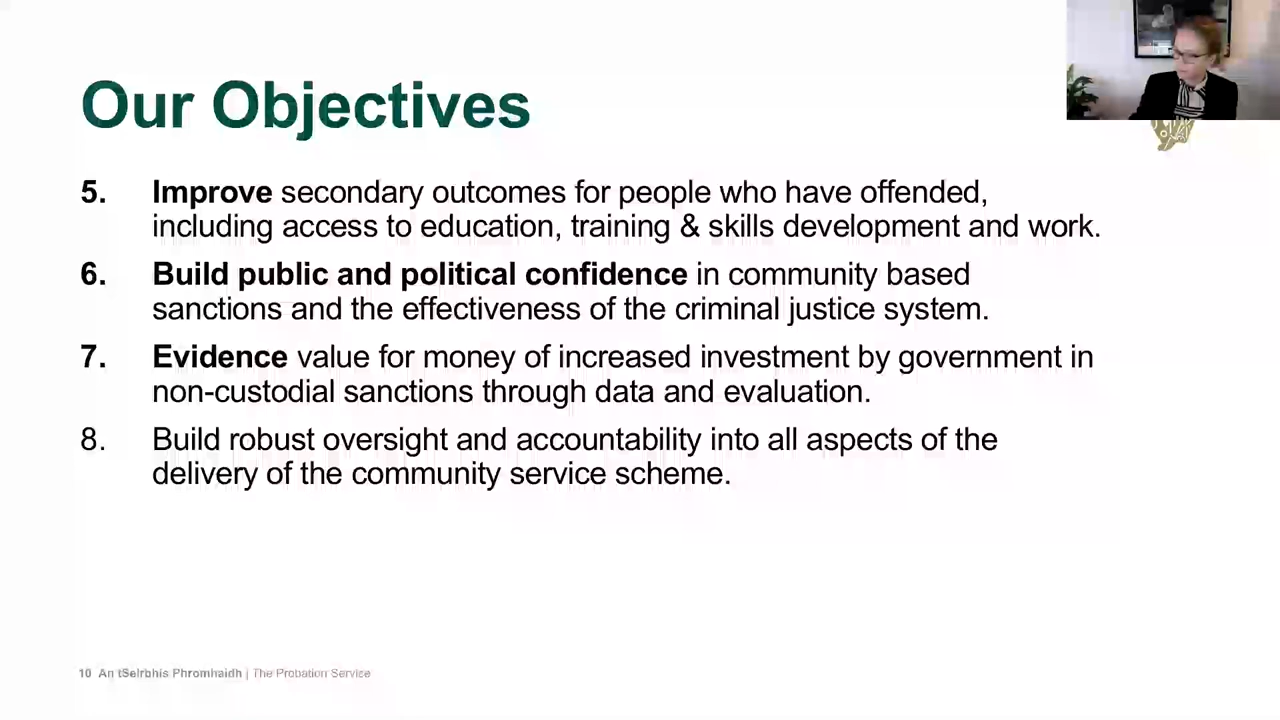 Our Objectives
5. Improve secondary outcomes for people who have offended,
including access to education, training & skills development and work.
6. Build public and political confidence in community based
sanctions and the effectiveness of the criminal justice system.
7. Evidence value for money of increased investment by government in
non-custodial sanctions through data and evaluation.
8. Build robust oversight and accountability into all aspects of the
delivery of the community service scheme.
10 An tSeirbhís Phromhaidh | The Probation Service